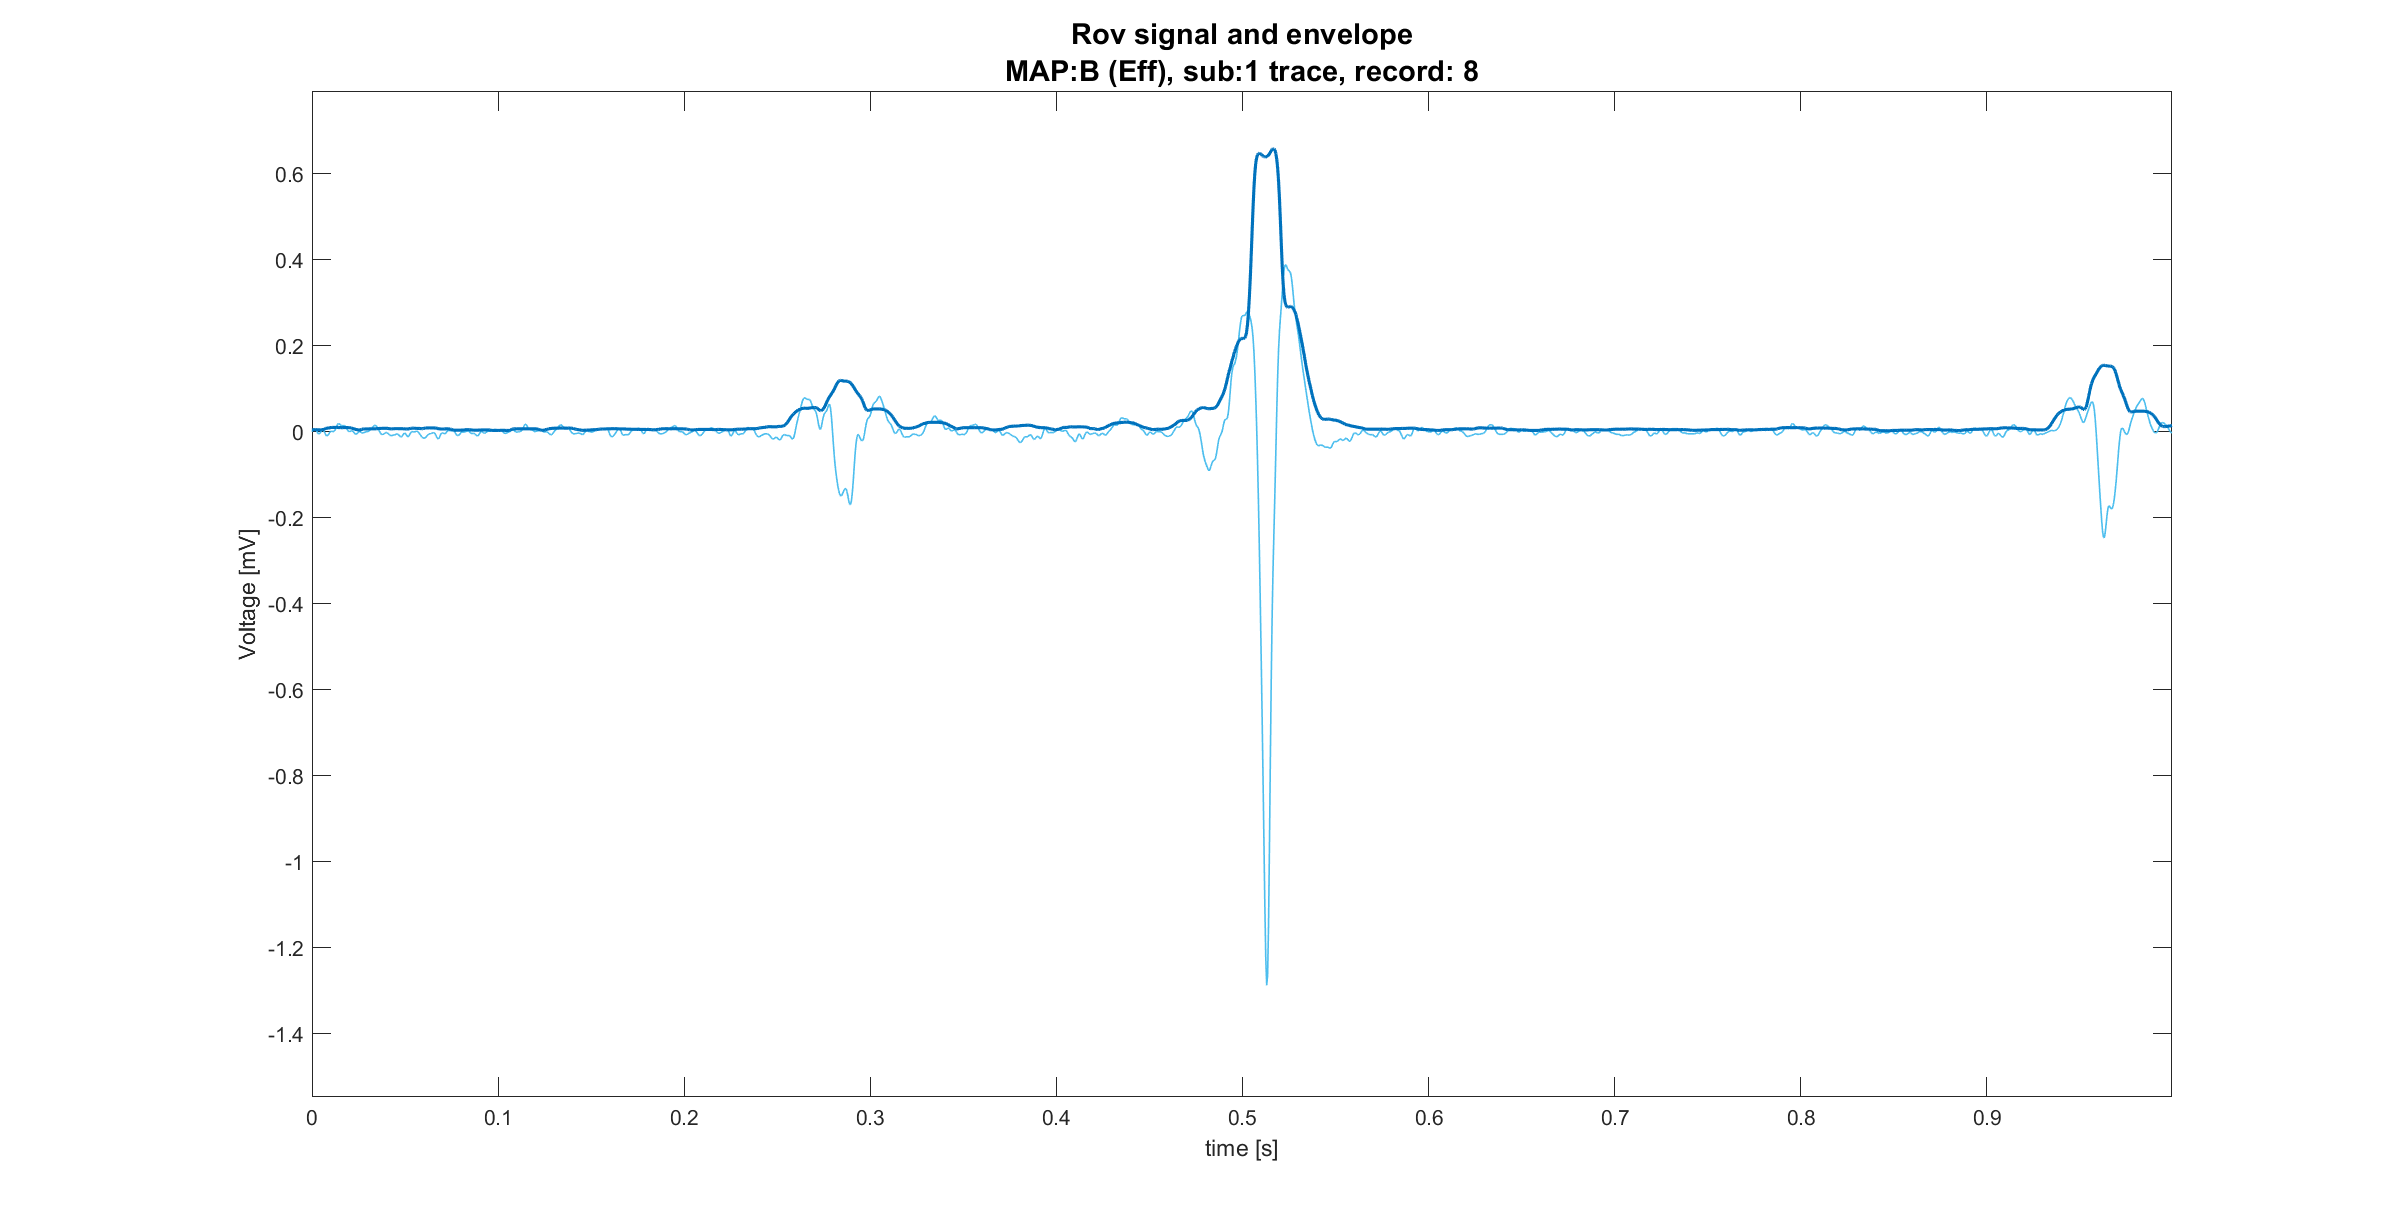 Rov signal and envelope
MAP:B (Eff), sub:1 trace, record: 8
0.6
0.4
0.2
0
-0.2
-0.4
-0.6
-0.8
-1
-1.2
-1.4
Voltage [mV]
0 0.1 0.2 0.3 0.4 0.5 0.6 0.7 0.8 0.9
time [s]